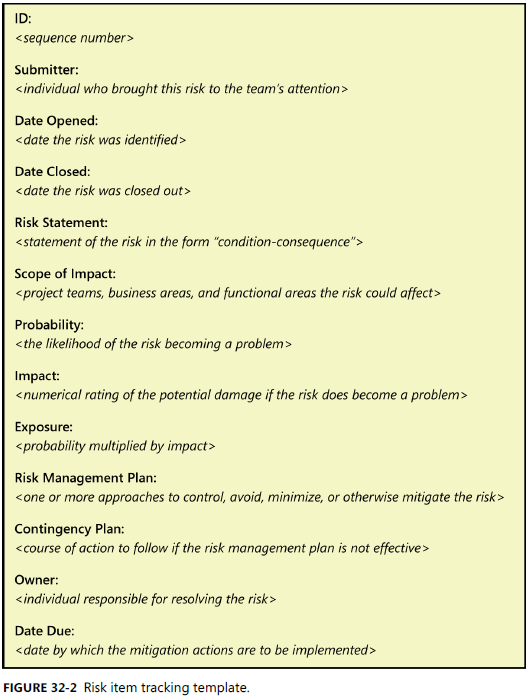 ID:
<sequence number>
Submitter:
<individual who brought this risk to the team’s attention>
Date Opened:
<date the risk was identified>
Date Closed:
<date the risk was closed out>
Risk Statement:
<statement of the risk in the form “condition-consequence”>
Scope of Impact:
<project teams, business areas, and functional areas the risk could affect>
Probability:
<the likelihood of the risk becoming a problem>
Impact:
<numerical rating of the potential damage if the risk does become a problem>
Exposure:
<probability multiplied by impact>
Risk Management Plan:
<one or more approaches to control, avoid, minimize, or otherwise mitigate the risk>
Contingency Plan:
<course of action to follow if the risk management plan is not effective>
Owner:
<individual responsible for resolving the risk>
Date Due:
<date by which the mitigation actions are to be implemented>
FIGURE 32-2 Risk item tracking template.